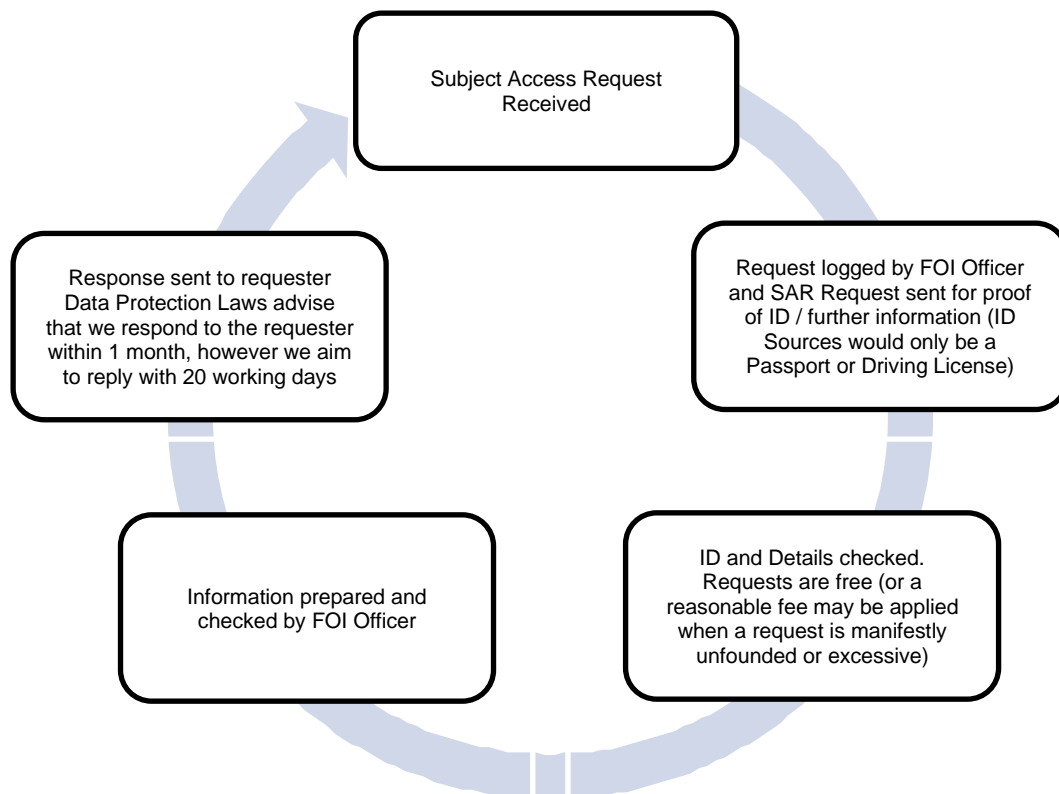 Subject Access Request
Received
Request logged by FOI Officer
and SAR Request sent for proof
of ID / further information (ID
Sources would only be a
Passport or Driving License)
ID and Details checked.
Requests are free (or a
reasonable fee may be applied
when a request is manifestly
unfounded or excessive)
Information prepared and
checked by FOI Officer
Response sent to requester
Data Protection Laws advise
that we respond to the requester
within 1 month, however we aim
to reply with 20 working days